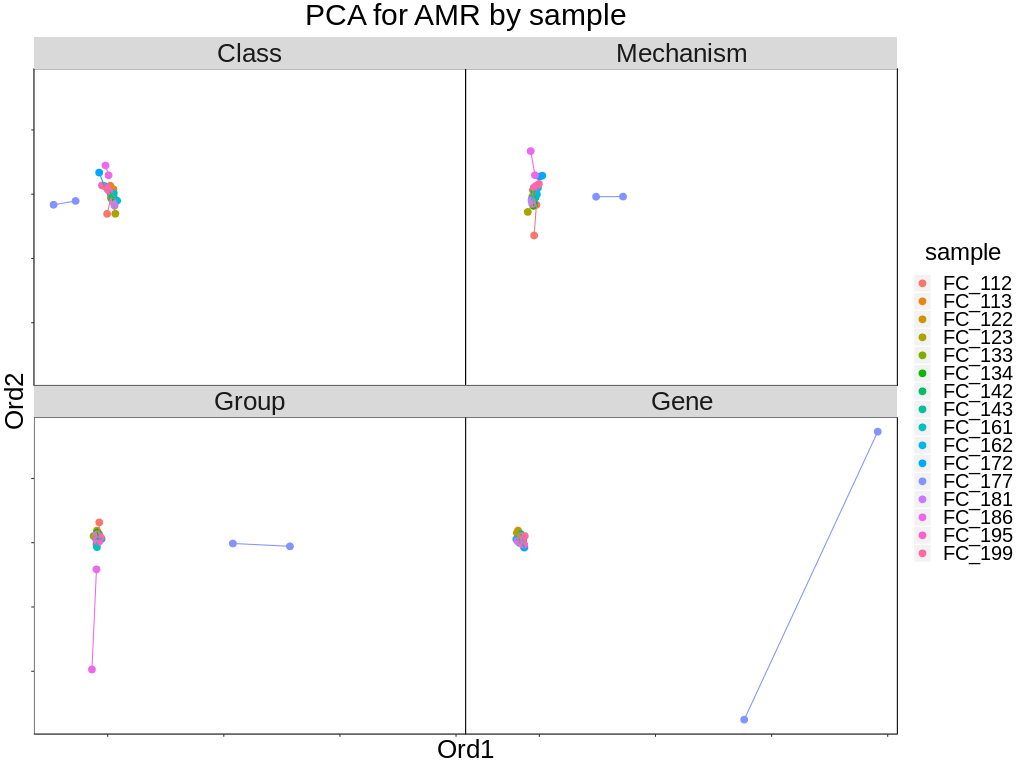 PCA for AMR by sample
Class
Mechanism
Group
Gene
Ord2
Ord1
sample
FC_112
FC_113
FC_122
FC_123
FC_133
FC_134
FC_142
FC_143
FC_161
FC_162
FC_172
FC_177
FC_181
FC_186
FC_195
FC_199